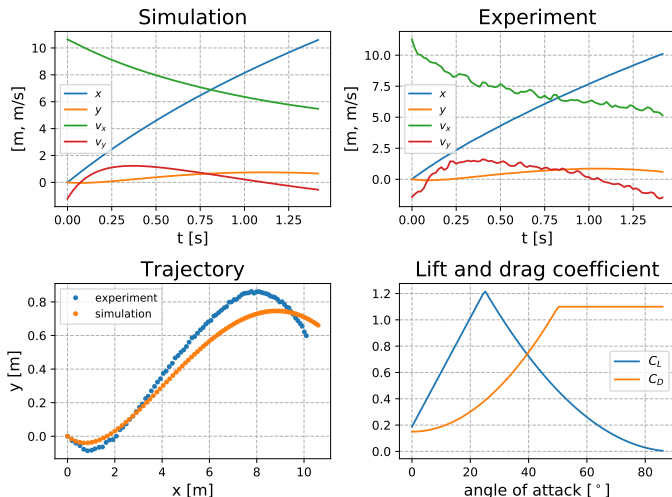 Simulation
Experiment
[m, m/s]
10
8
6
4
2
0
x
y
v_x
v_y
0.00 0.25 0.50 0.75 1.00 1.25
t [s]
[m, m/s]
10.0
7.5
5.0
2.5
0.0
x
y
v_x
v_y
0.00 0.25 0.50 0.75 1.00 1.25
t [s]
Trajectory
Lift and drag coefficient
y [m]
0.8
0.6
0.4
0.2
0.0
experiment
simulation
0 2 4 6 8 10
x [m]
1.2
1.0
0.8
0.6
0.4
0.2
0.0
C_L
C_D
0 20 40 60 80
angle of attack [°]